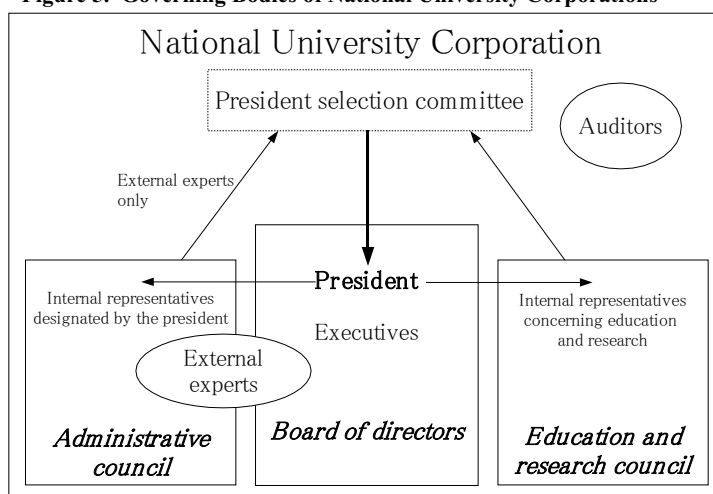 Figure Governing Bodies of National University Corporations
National University Corporation
President selection committee
Auditors
External experts
only
President
Internal representatives
designated by the president
Executives
Internal representatives
concerning education
and research
External
experts
Administrative
council
Board of directors
Education and
research council